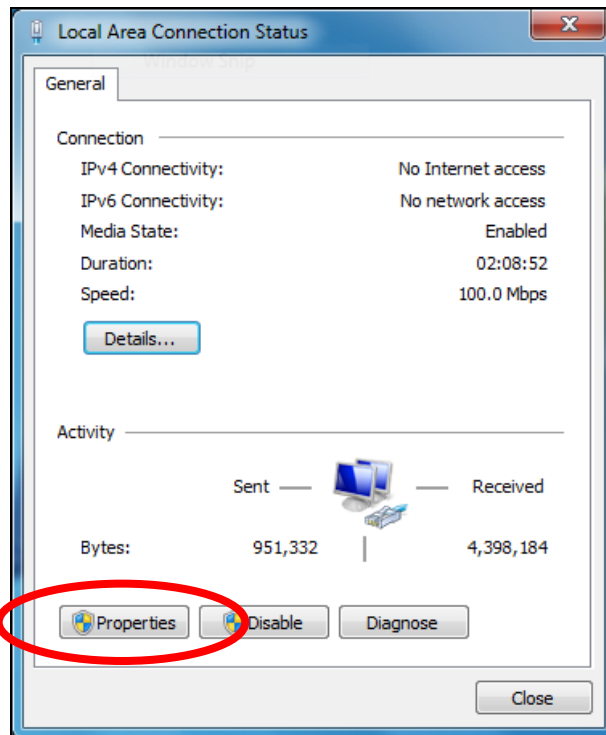 Local Area Connection Status
Window Snip
General
Connection
IPv4 Connectivity: No Internet access
IPv6 Connectivity: No network access
Media State: Enabled
Duration: 02:08:52
Speed: 100.0 Mbps
Details...
Activity
Sent Received
Bytes: 951,332 4,398,184
Properties Disable Diagnose
Close